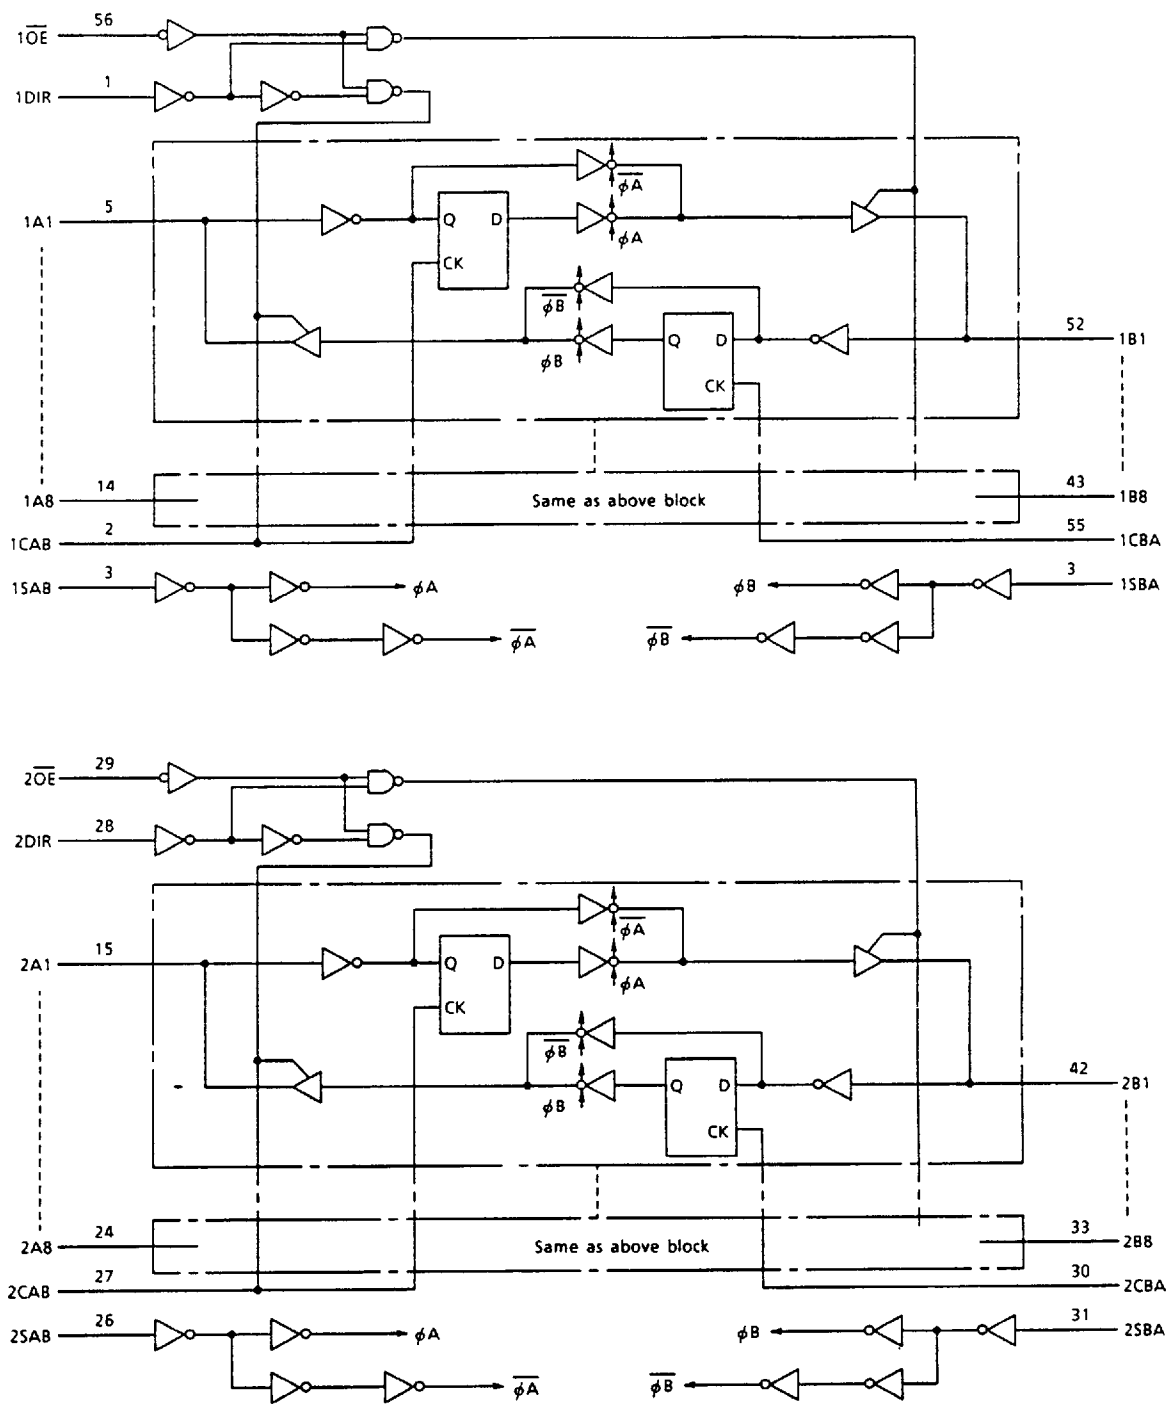 1OE̅ 56
1DIR 1
φA̅
1A1 5 Q D
φA
CK
φB̅
Q D 52 1B1
φB
CK
1A8 14 Same as above block 43 1B8
1CAB 2 55 1CBA
1SAB 3 φA φB 3 1SBA
φA̅ φB̅
2OE̅ 29
2DIR 28
φA̅
2A1 15 Q D
φA
CK
φB̅
Q D 42 2B1
φB
CK
2A8 24 Same as above block 33 2B8
2CAB 27 30 2CBA
2SAB 26 φA φB 31 2SBA
φA̅ φB̅